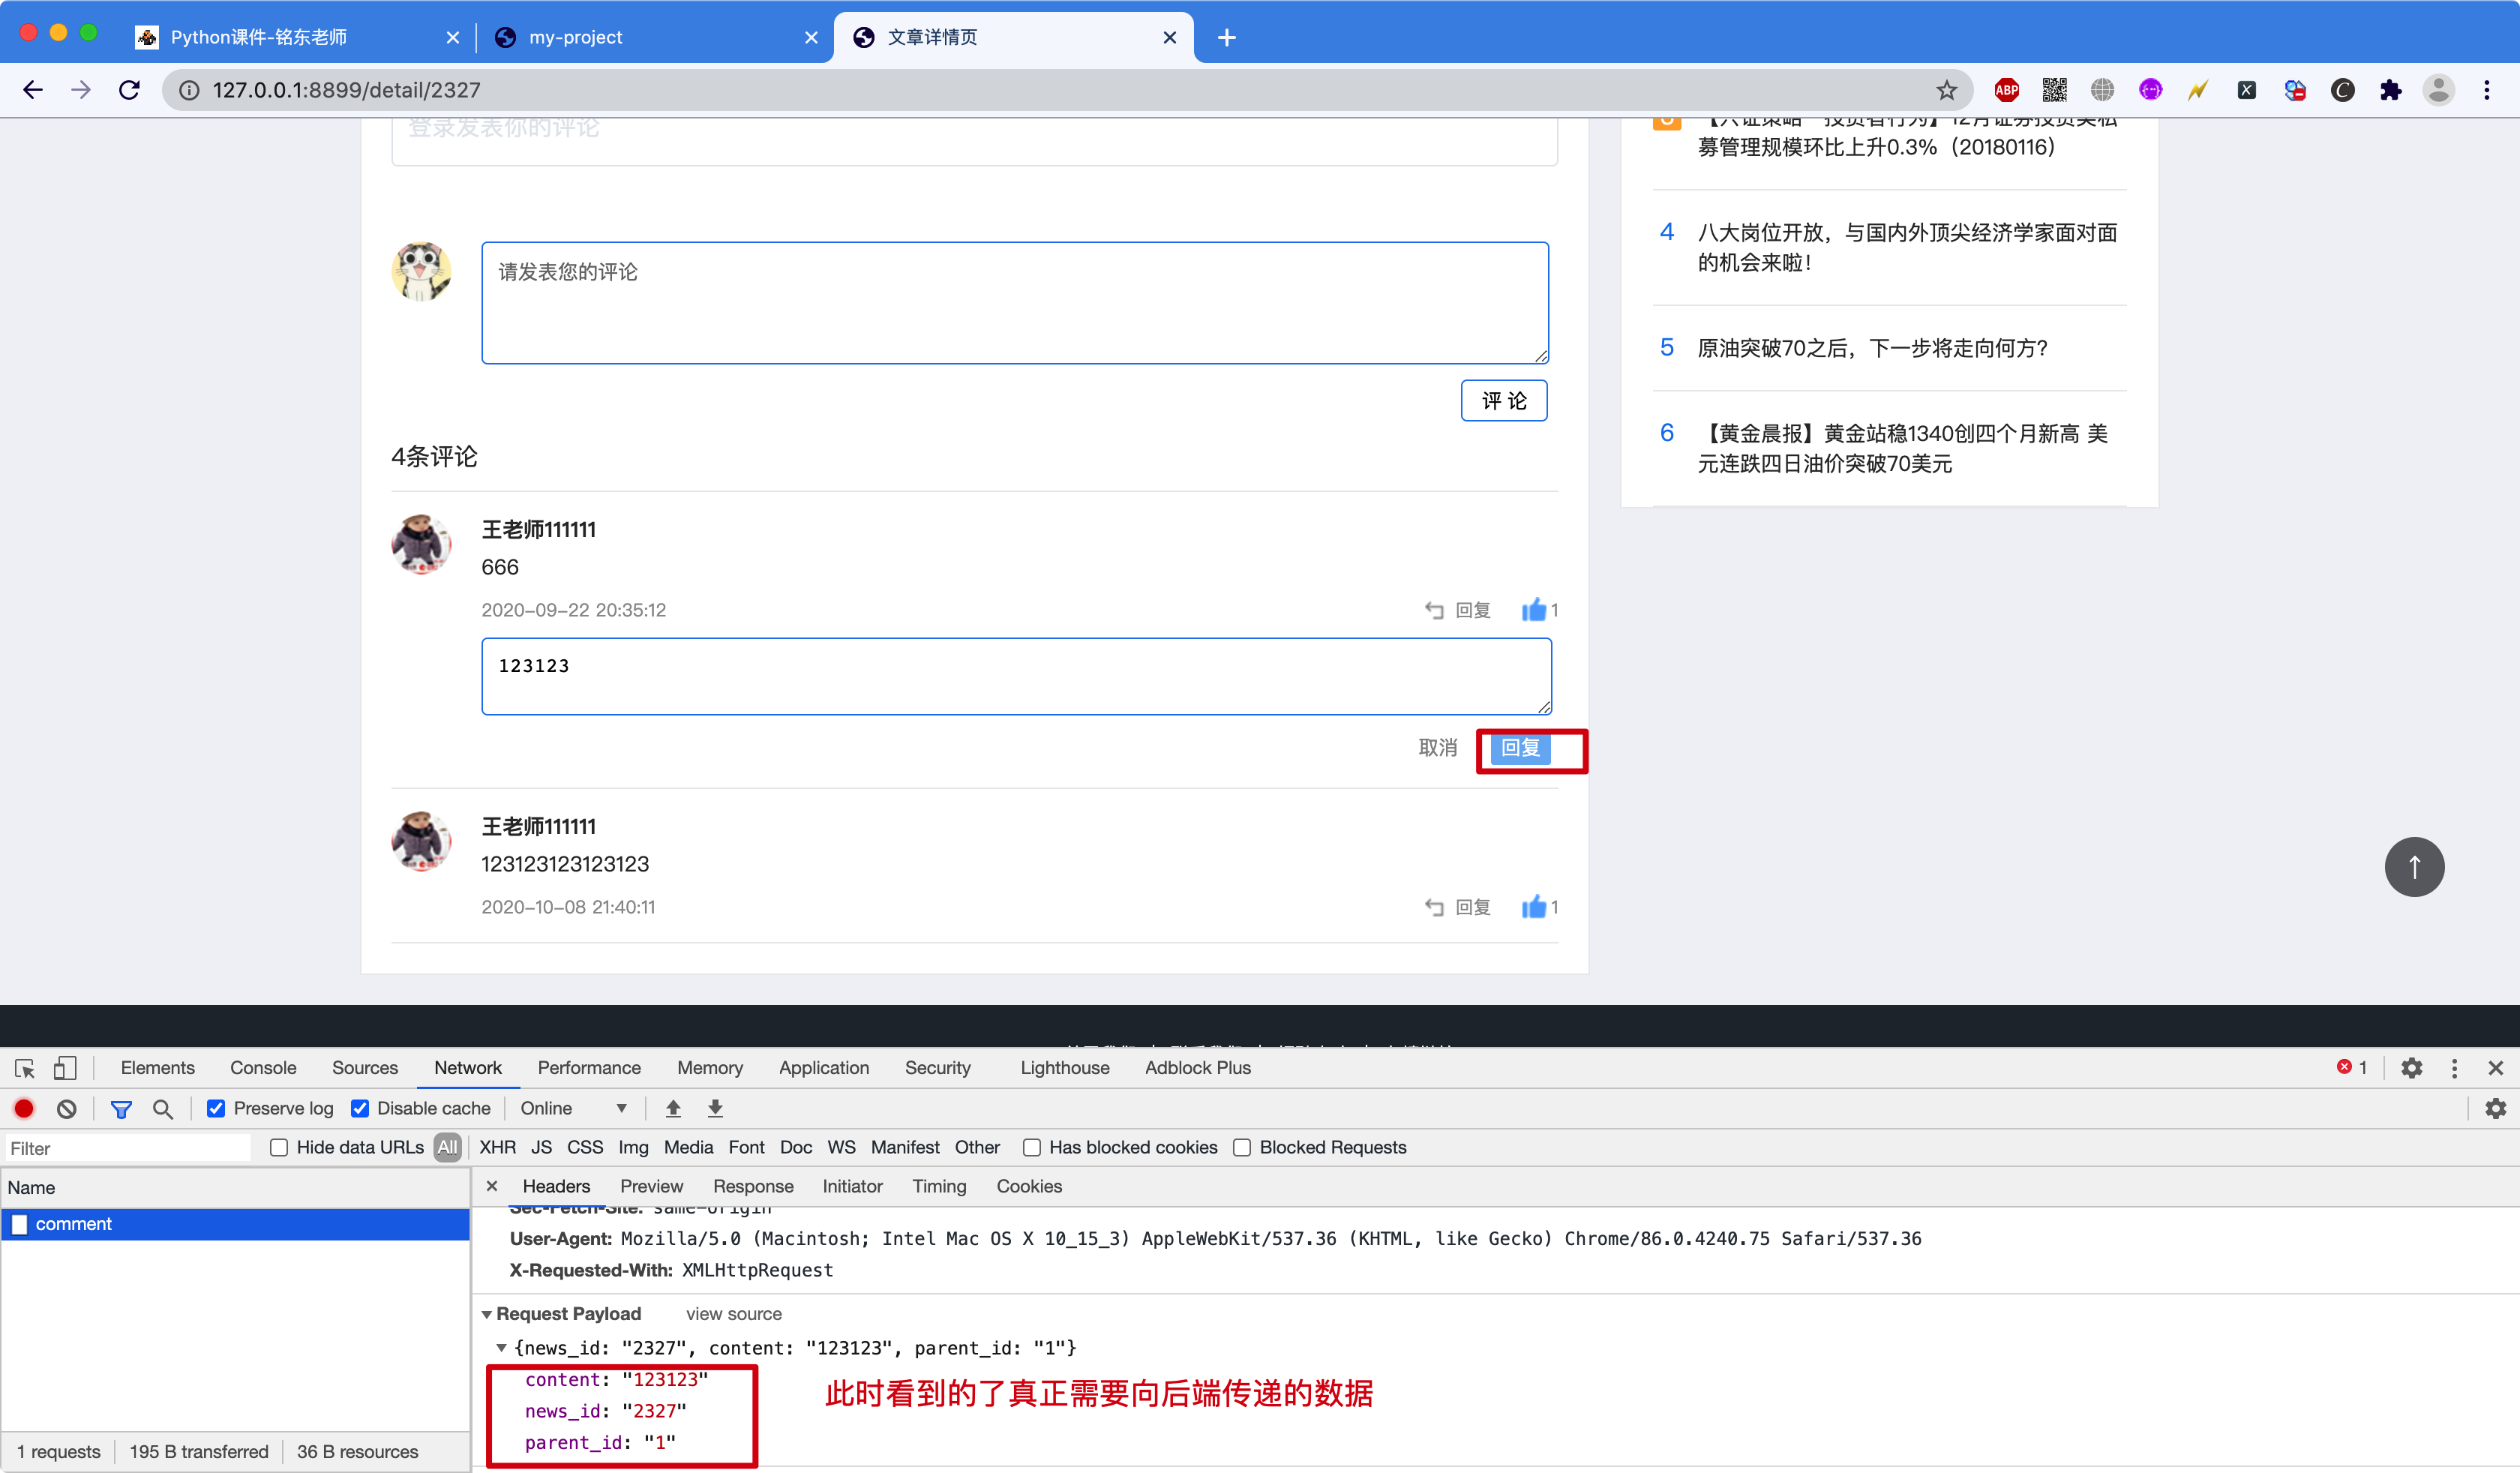 Python课件-铭东老师
my-project
文章详情页
127.0.0.1:8899/detail/2327
ABP
登录发表你的评论
请发表您的评论
评 论
4条评论
王老师111111
666
2020-09-22 20:35:12
回复
1
123123
取消
回复
王老师111111
123123123123123
2020-10-08 21:40:11
回复
1
募管理规模环比上升0.3%（20180116）
4 八大岗位开放，与国内外顶尖经济学家面对面
的机会来啦！
5 原油突破70之后，下一步将走向何方？
6 【黄金晨报】黄金站稳1340创四个月新高 美
元连跌四日油价突破70美元
Elements Console Sources Network Performance Memory Application Security Lighthouse Adblock Plus 1
Preserve log Disable cache Online
Filter Hide data URLs All XHR JS CSS Img Media Font Doc WS Manifest Other Has blocked cookies Blocked Requests
Name
comment
1 requests 195 B transferred 36 B resources
Headers Preview Response Initiator Timing Cookies
Sec-Fetch-Site: same-origin
User-Agent: Mozilla/5.0 (Macintosh; Intel Mac OS X 10_15_3) AppleWebKit/537.36 (KHTML, like Gecko) Chrome/86.0.4240.75 Safari/537.36
X-Requested-With: XMLHttpRequest
Request Payload view source
{news_id: "2327", content: "123123", parent_id: "1"}
content: "123123"
news_id: "2327"
parent_id: "1"
此时看到的了真正需要向后端传递的数据